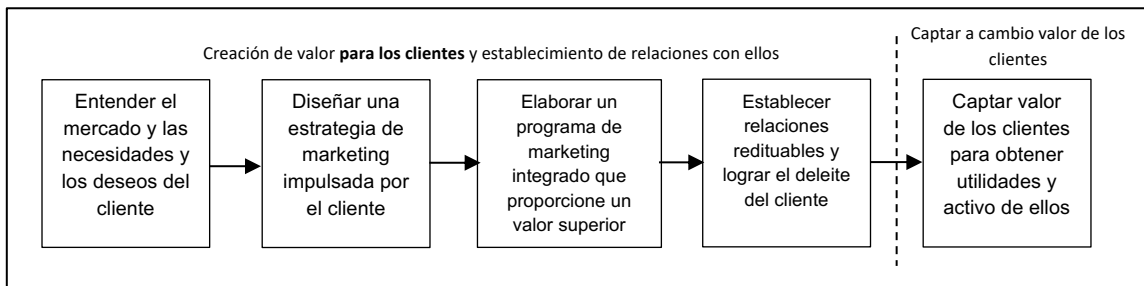 Creación de valor para los clientes y establecimiento de relaciones con ellos
Captar a cambio valor de los
clientes
Entender el
mercado y las
necesidades y
los deseos del
cliente
Diseñar una
estrategia de
marketing
impulsada por
el cliente
Elaborar un
programa de
marketing
integrado que
proporcione un
valor superior
Establecer
relaciones
redituables y
lograr el deleite
del cliente
Captar valor
de los clientes
para obtener
utilidades y
activo de ellos